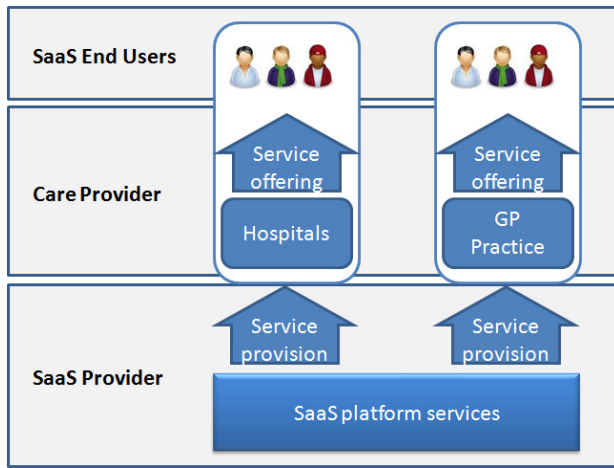 SaaS End Users
Care Provider
Service
offering
Service
offering
Hospitals
GP
Practice
SaaS Provider
Service
provision
Service
provision
SaaS platform services